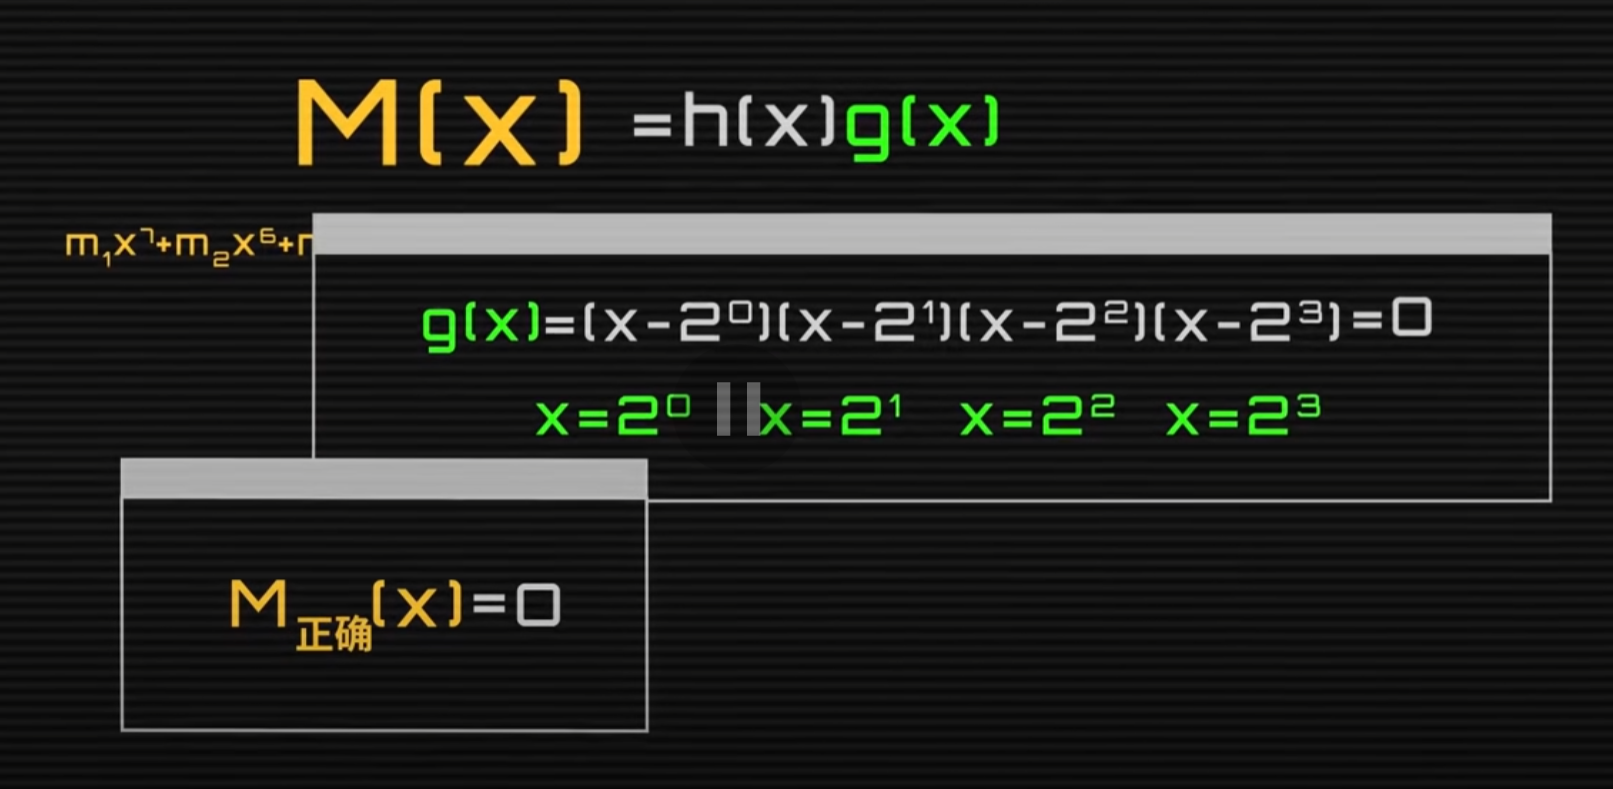 M(x) =h(x)g(x)
m₁x⁷+m₂x⁶+
g(x)=(x-2⁰)(x-2¹)(x-2²)(x-2³)=0
x=2⁰ x=2¹ x=2² x=2³
M正确(x)=0